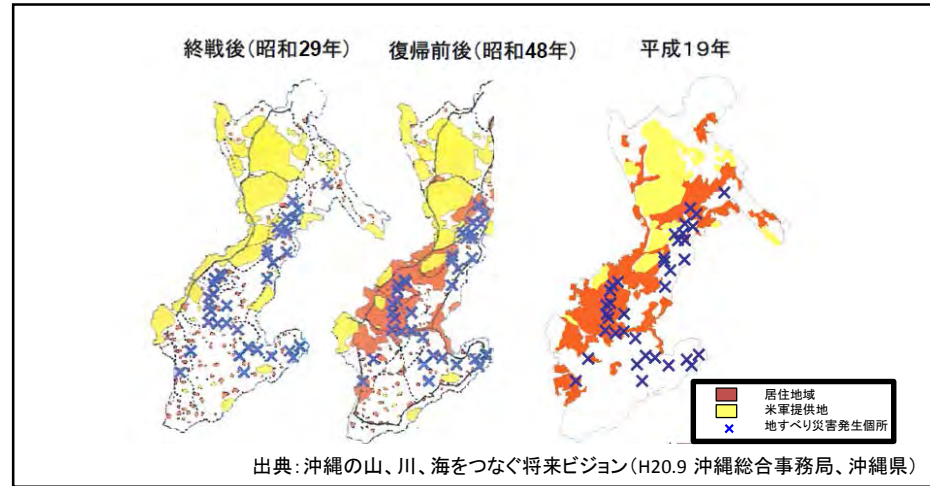 終戦後(昭和29年)
復帰前後(昭和48年)
平成19年
居住地域
米軍提供地
地すべり災害発生個所
出典：沖縄の山、川、海をつなぐ将来ビジョン(H20.9 沖縄総合事務局、沖縄県)